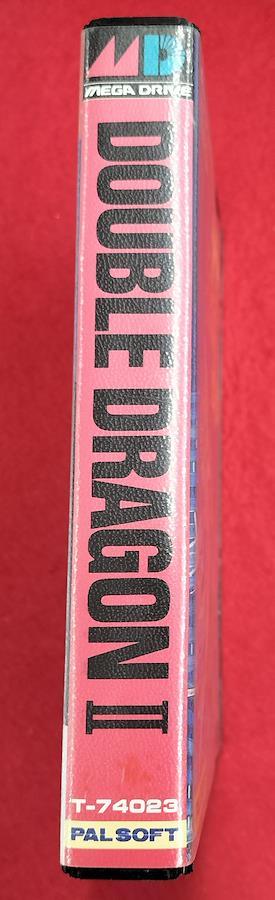 MD
MEGA DRIVE
DOUBLE DRAGON II
T-74023
PALSOFT